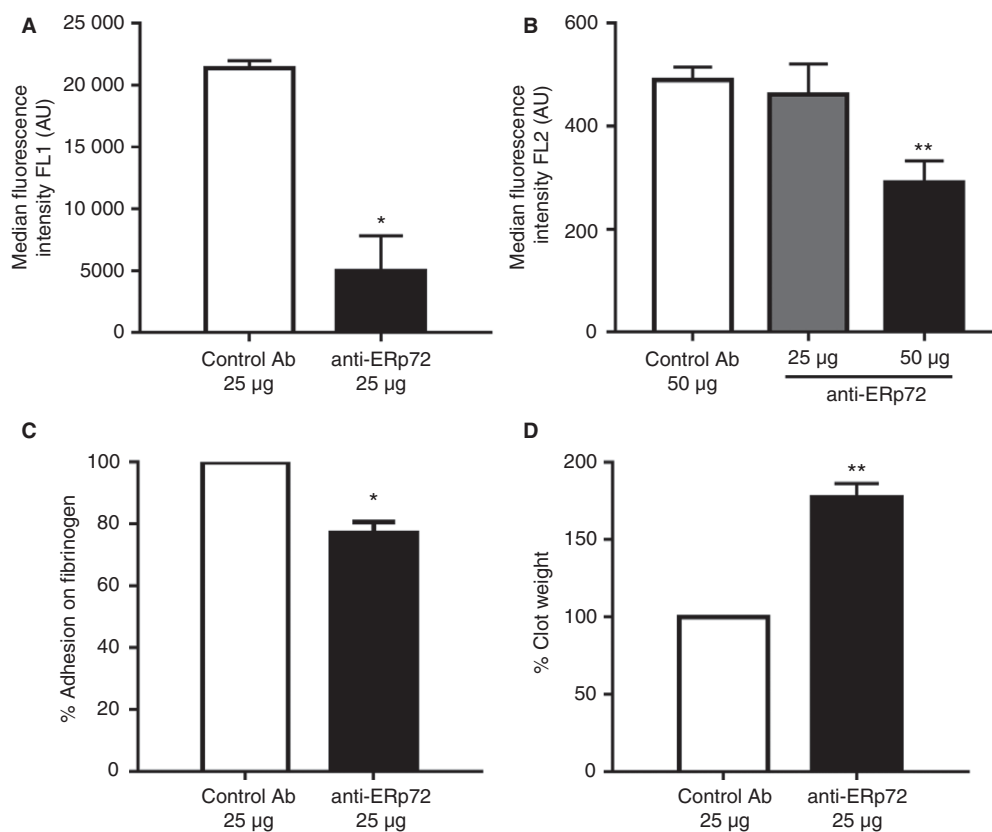 A
Median fluorescence
intensity FL1 (AU)
25 000
20 000
15 000
10 000
5000
0
*
Control Ab
25 µg
anti-ERp72
25 µg
B
Median fluorescence
intensity FL2 (AU)
600
400
200
0
**
Control Ab
50 µg
25 µg
50 µg
anti-ERp72
C
% Adhesion on fibrinogen
100
80
60
40
20
0
*
Control Ab
25 µg
anti-ERp72
25 µg
D
% Clot weight
200
150
100
50
0
**
Control Ab
25 µg
anti-ERp72
25 µg